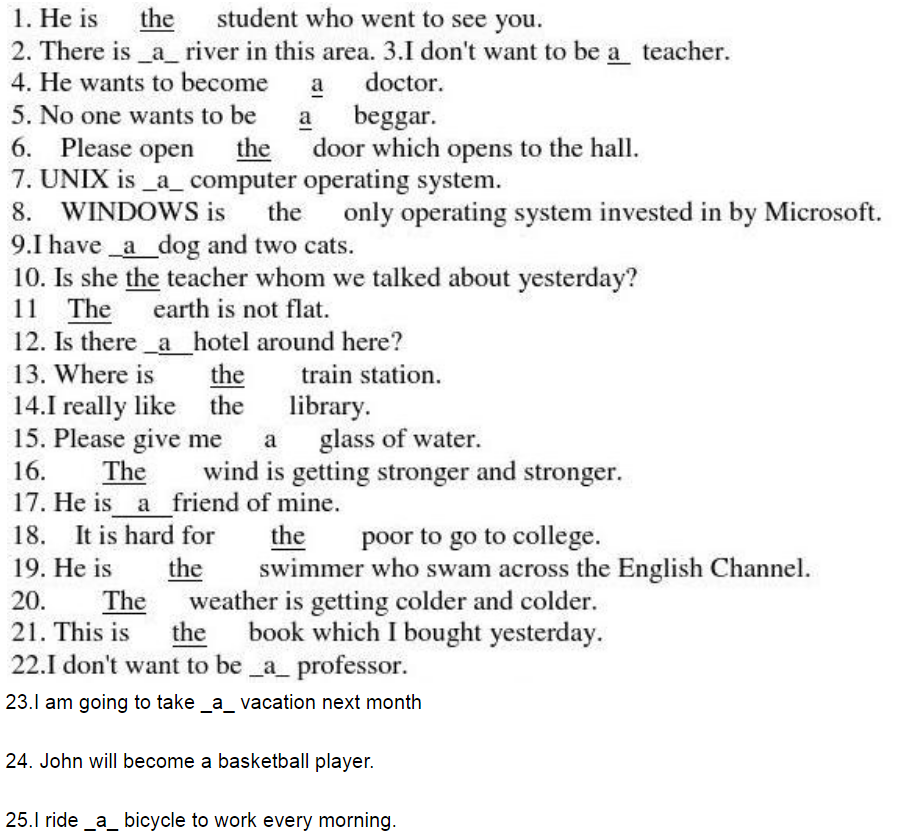 1. He is the student who went to see you.
2. There is _a_ river in this area. 3.I don't want to be a_ teacher.
4. He wants to become a doctor.
5. No one wants to be a beggar.
6. Please open the door which opens to the hall.
7. UNIX is _a_ computer operating system.
8. WINDOWS is the only operating system invested in by Microsoft.
9.I have _a_dog and two cats.
10. Is she the teacher whom we talked about yesterday?
11 The earth is not flat.
12. Is there _a_hotel around here?
13. Where is the train station.
14.I really like the library.
15. Please give me a glass of water.
16. The wind is getting stronger and stronger.
17. He is_a_friend of mine.
18. It is hard for the poor to go to college.
19. He is the swimmer who swam across the English Channel.
20. The weather is getting colder and colder.
21. This is the book which I bought yesterday.
22.I don't want to be _a_ professor.
23.I am going to take _a_ vacation next month
24. John will become a basketball player.
25.I ride _a_ bicycle to work every morning.